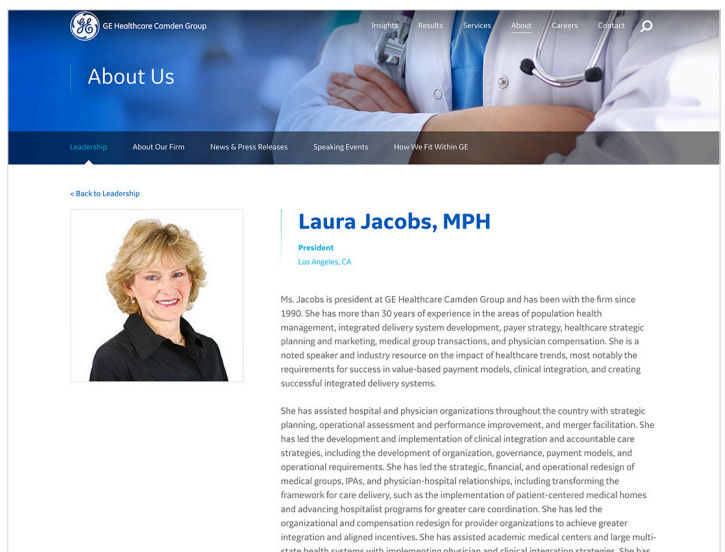 GE Healthcare Camden Group
Insights Results Services About Careers Contact
About Us
Leadership About Our Firm News & Press Releases Speaking Events How We Fit Within GE
< Back to Leadership
Laura Jacobs, MPH
President
Los Angeles, CA
Ms. Jacobs is president at GE Healthcare Camden Group and has been with the firm since
1990. She has more than 30 years of experience in the areas of population health
management, integrated delivery system development, payer strategy, healthcare strategic
planning and marketing, medical group transactions, and physician compensation. She is a
noted speaker and industry resource on the impact of healthcare trends, most notably the
requirements for success in value-based payment models, clinical integration, and creating
successful integrated delivery systems.
She has assisted hospital and physician organizations throughout the country with strategic
planning, operational assessment and performance improvement, and merger facilitation. She
has led the development and implementation of clinical integration and accountable care
strategies, including the development of organization, governance, payment models, and
operational requirements. She has led the strategic, financial, and operational redesign of
medical groups, IPAs, and physician-hospital relationships, including transforming the
framework for care delivery, such as the implementation of patient-centered medical homes
and advancing hospitalist programs for greater care coordination. She has led the
organizational and compensation redesign for provider organizations to achieve greater
integration and aligned incentives. She has assisted academic medical centers and large multi-
state health systems with implementing physician and clinical integration strategies. She has